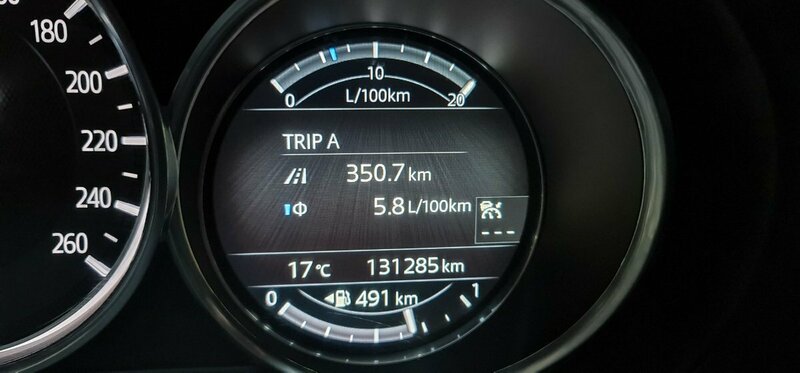 180
200
220
240
260
10
0 20
L/100km
TRIP A
350.7 km
Φ 5.8 L/100km
---
17°C 131285 km
0 491 km 1